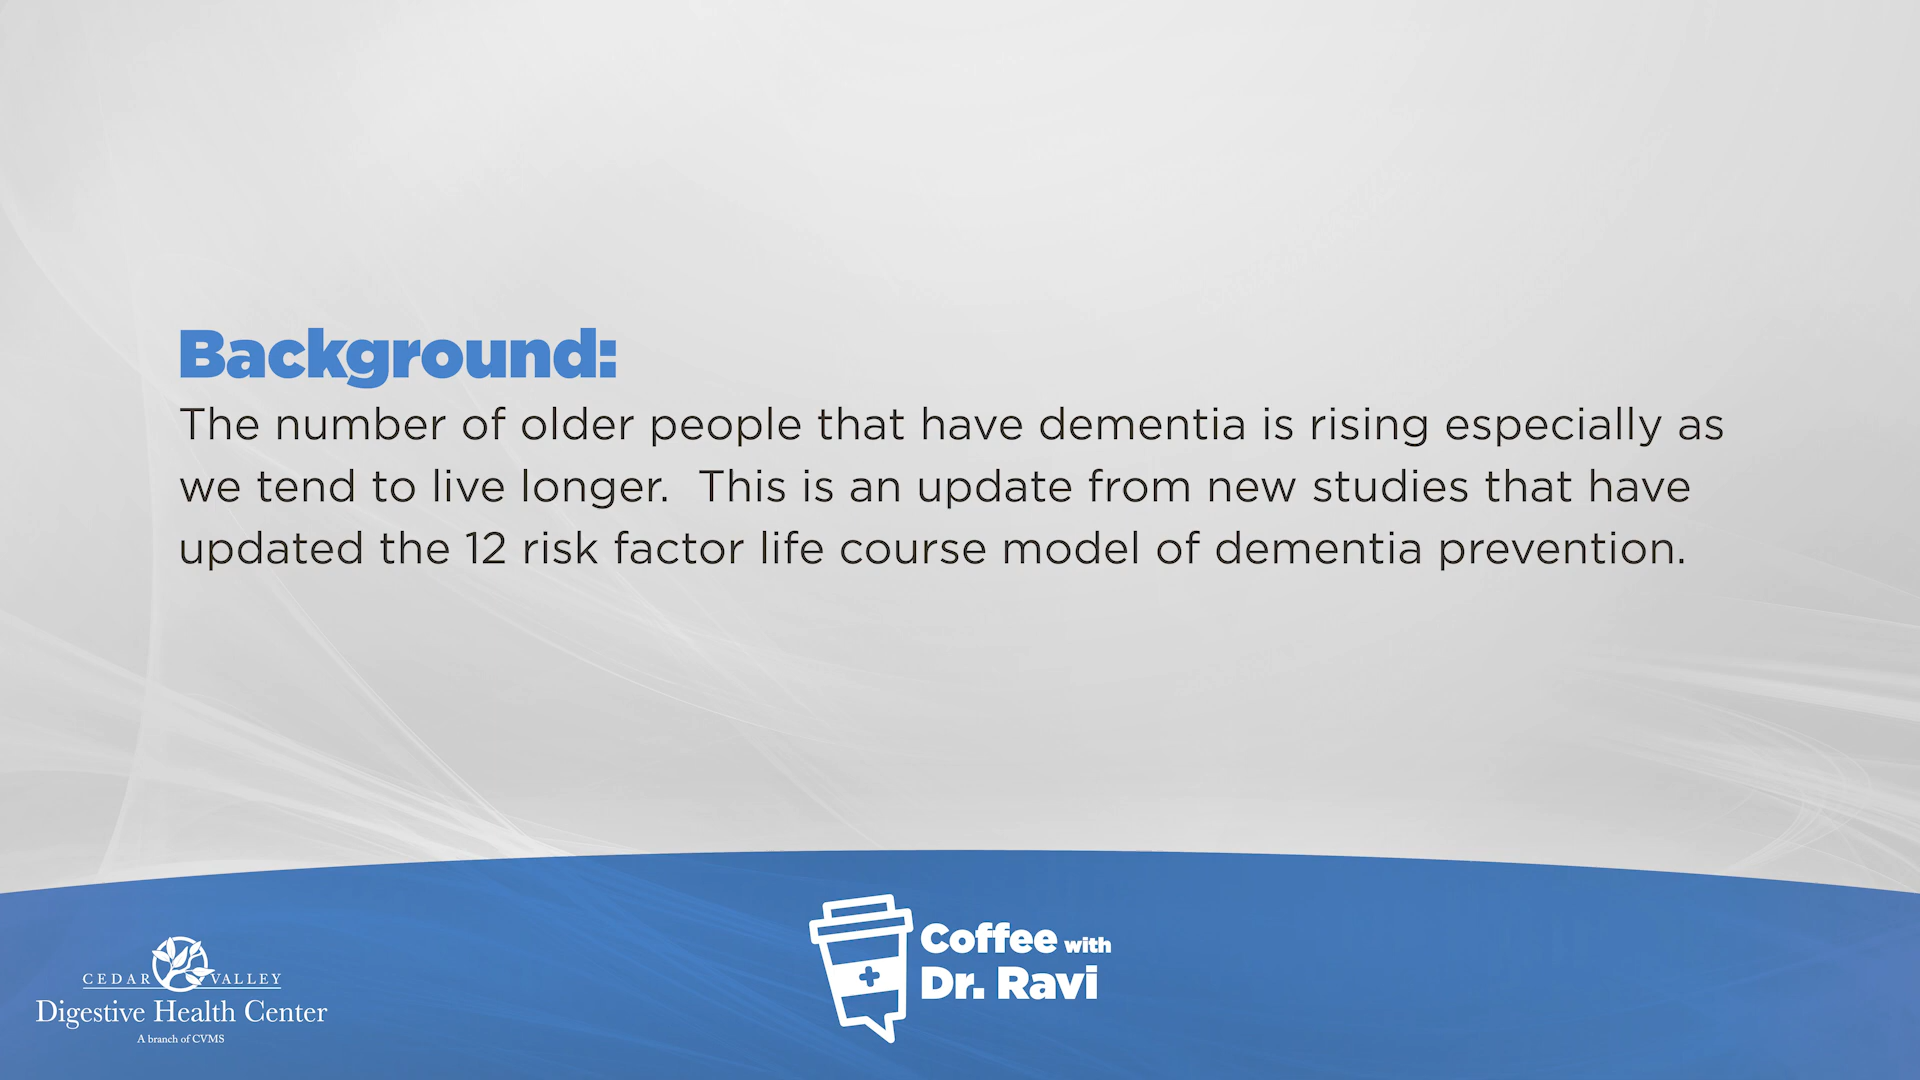 Background:
The number of older people that have dementia is rising especially as
we tend to live longer.  This is an update from new studies that have
updated the 12 risk factor life course model of dementia prevention.
CEDAR VALLEY
Digestive Health Center
A branch of CVMS
Coffee with
Dr. Ravi